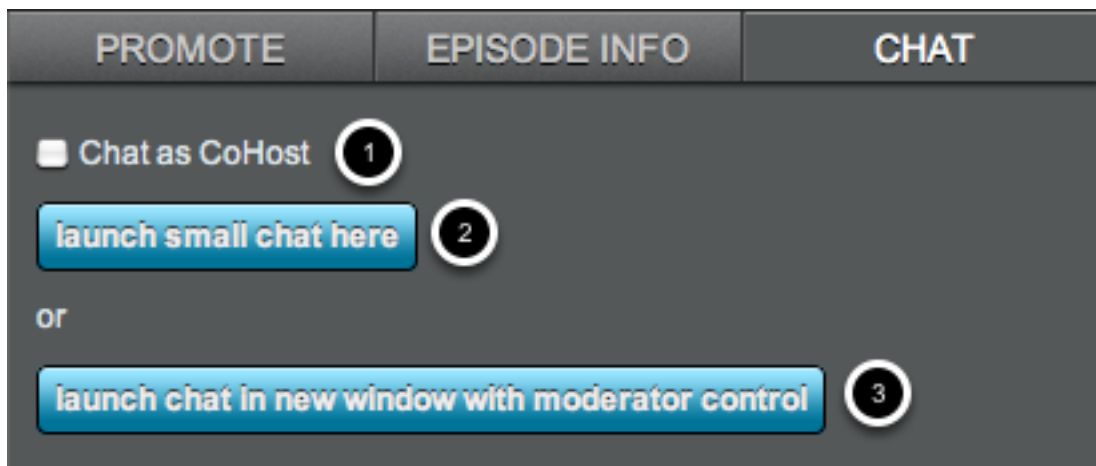 PROMOTE EPISODE INFO CHAT
Chat as CoHost 1
launch small chat here 2
or
launch chat in new window with moderator control 3